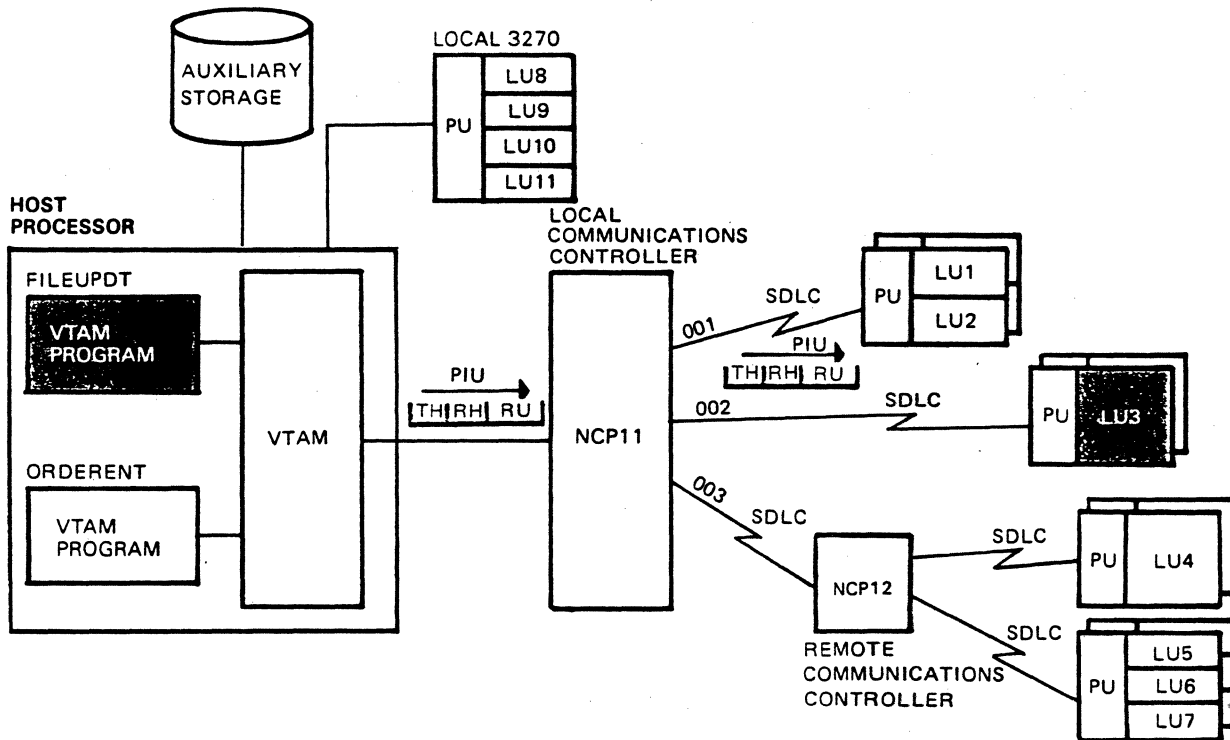 AUXILIARY
STORAGE
LOCAL 3270
PU
LU8
LU9
LU10
LU11
HOST
PROCESSOR
FILEUPDT
VTAM
PROGRAM
ORDERENT
VTAM
PROGRAM
VTAM
PIU
TH RH RU
LOCAL
COMMUNICATIONS
CONTROLLER
NCP11
001
SDLC
PU
LU1
LU2
PIU
TH RH RU
002
SDLC
PU
LU3
003
SDLC
NCP12
REMOTE
COMMUNICATIONS
CONTROLLER
SDLC
PU
LU4
SDLC
PU
LU5
LU6
LU7